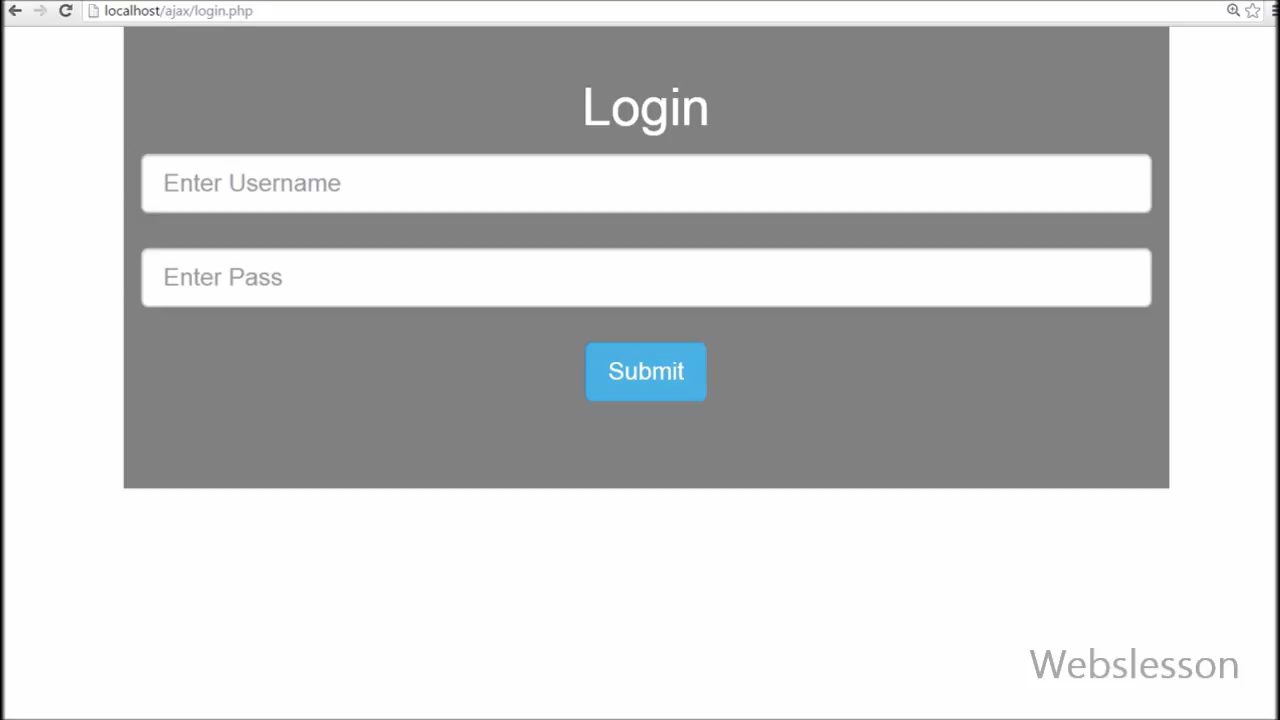 localhost/ajax/login.php
Login
Enter Username
Enter Pass
Submit
Webslesson